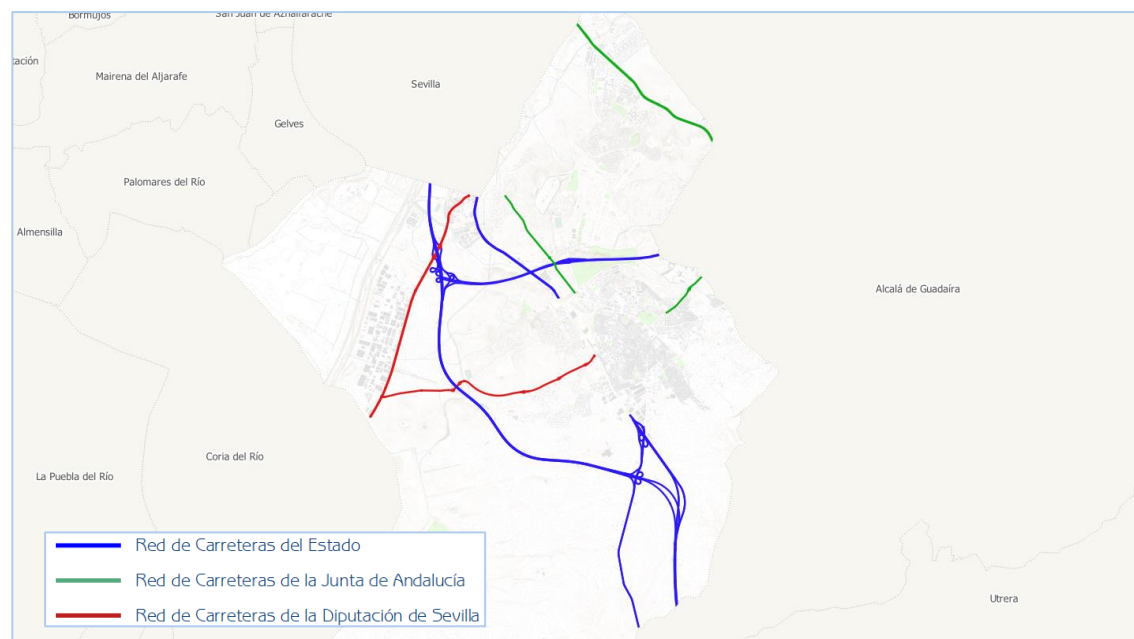 Bormujos
San Juan de Aznalfarache
tación
Mairena del Aljarafe
Sevilla
Gelves
Palomares del Río
Almensilla
Alcalá de Guadaíra
Coria del Río
La Puebla del Río
Utrera
Red de Carreteras del Estado
Red de Carreteras de la Junta de Andalucía
Red de Carreteras de la Diputación de Sevilla